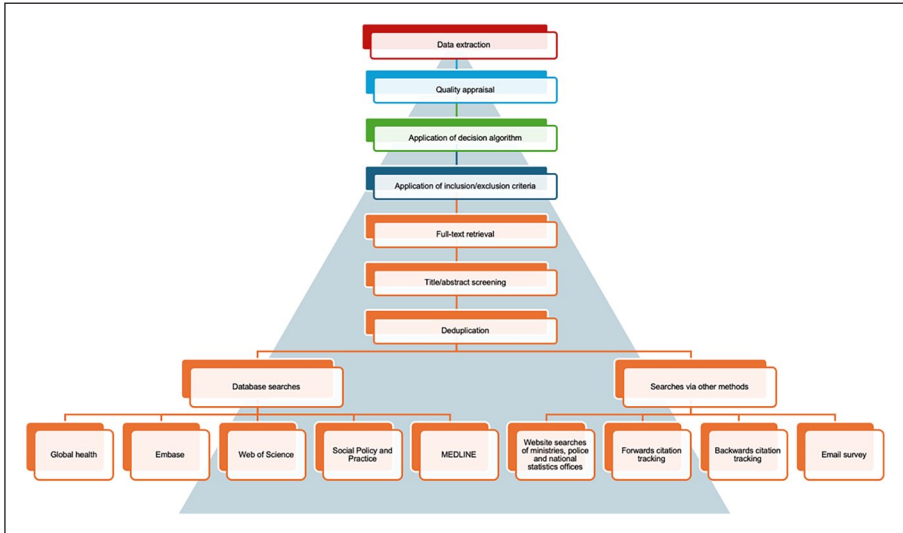 Data extraction
Quality appraisal
Application of decision algorithm
Application of inclusion/exclusion criteria
Full-text retrieval
Title/abstract screening
Deduplication
Database searches
Searches via other methods
Global health
Embase
Web of Science
Social Policy and
Practice
MEDLINE
Website searches
of ministries, police
and national
statistics offices
Forwards citation
tracking
Backwards citation
tracking
Email survey